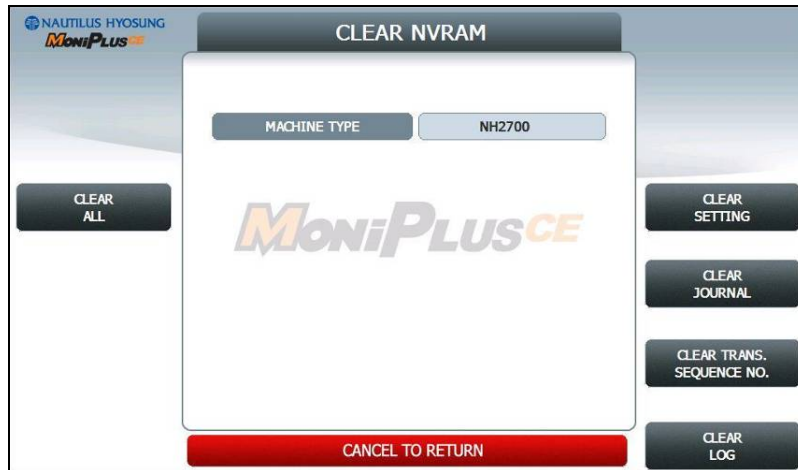 NAUTILUS HYOSUNG
MONIPLUSCE
CLEAR NVRAM
MACHINE TYPE NH2700
CLEAR
ALL
MONIPLUSCE
CLEAR
SETTING
CLEAR
JOURNAL
CLEAR TRANS.
SEQUENCE NO.
CLEAR
LOG
CANCEL TO RETURN